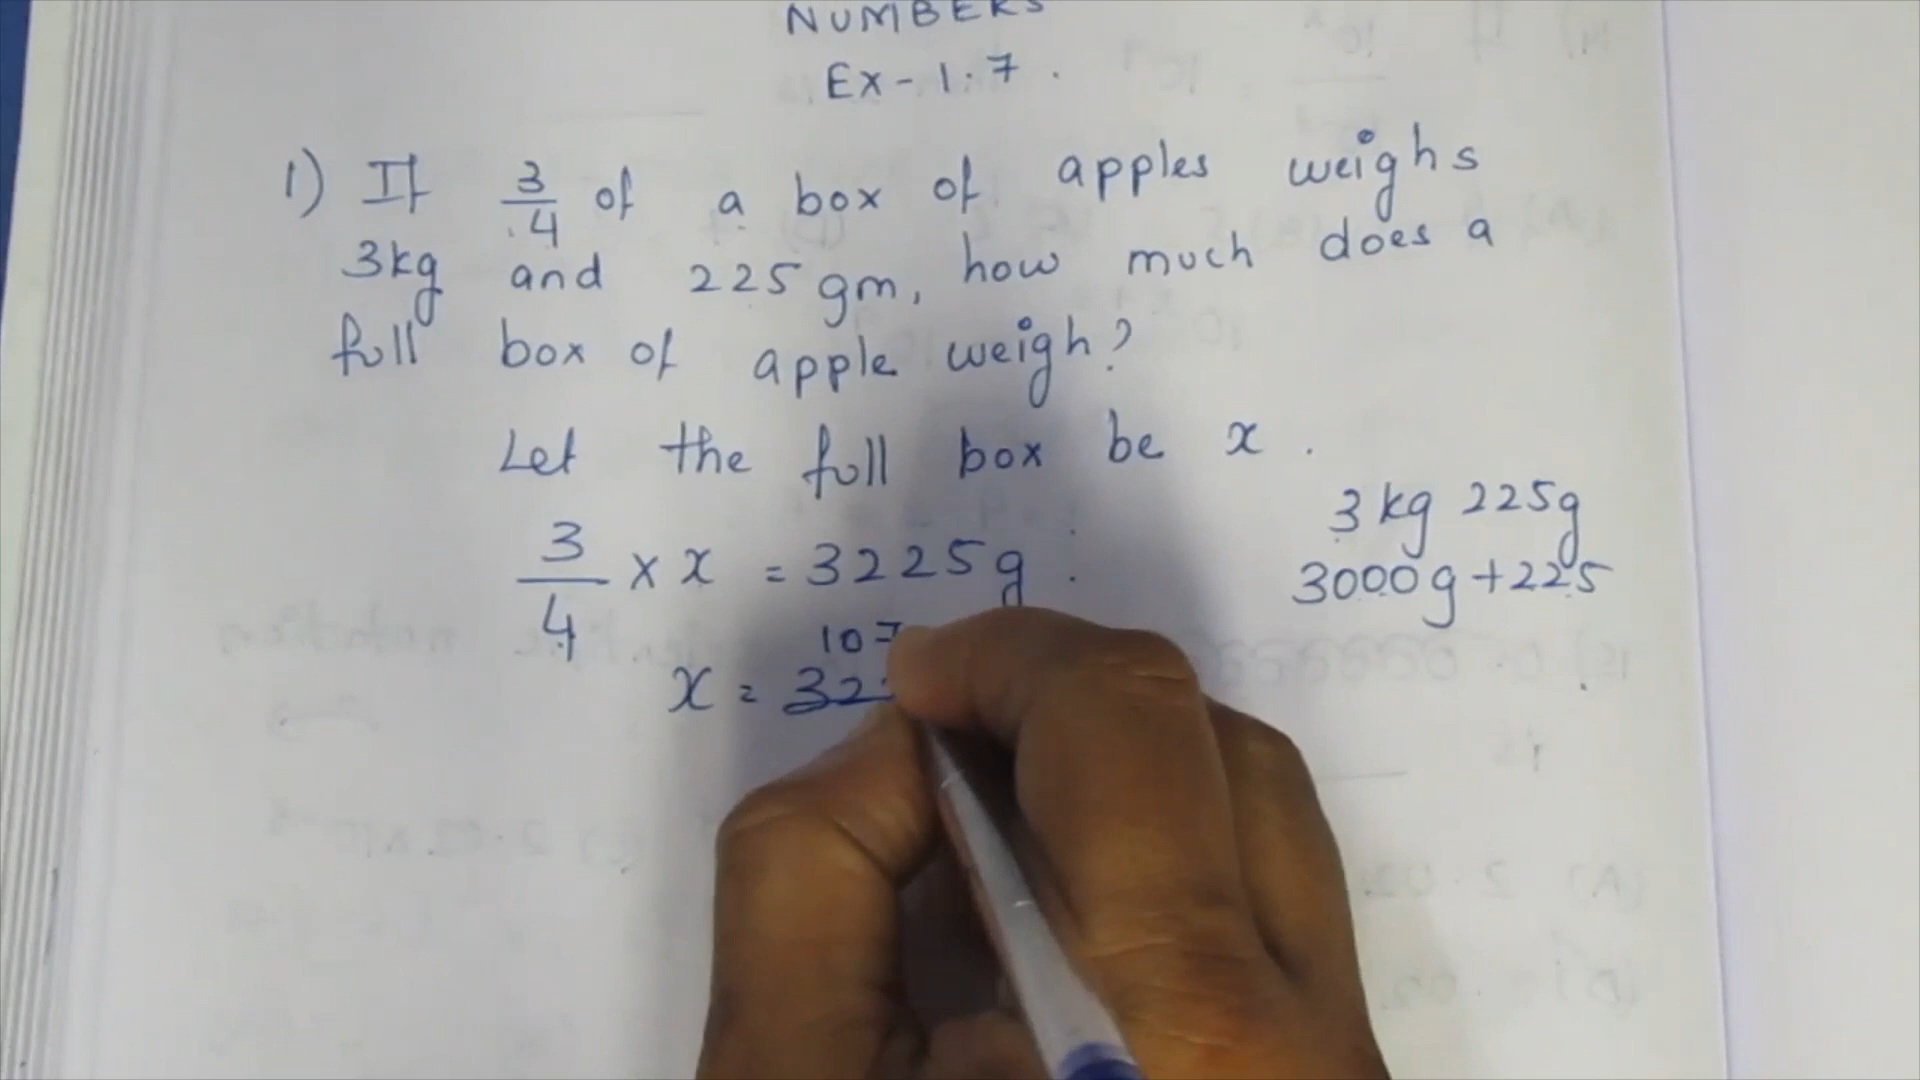 NUMBERS
Ex - 1.7.
1) If 3/4 of a box of apples weighs
3kg and 225 gm, how much does a
full box of apple weigh?
Let the full box be x.
3 kg 225g
3/4 × x = 3225g
3000g + 225
107
x = 32